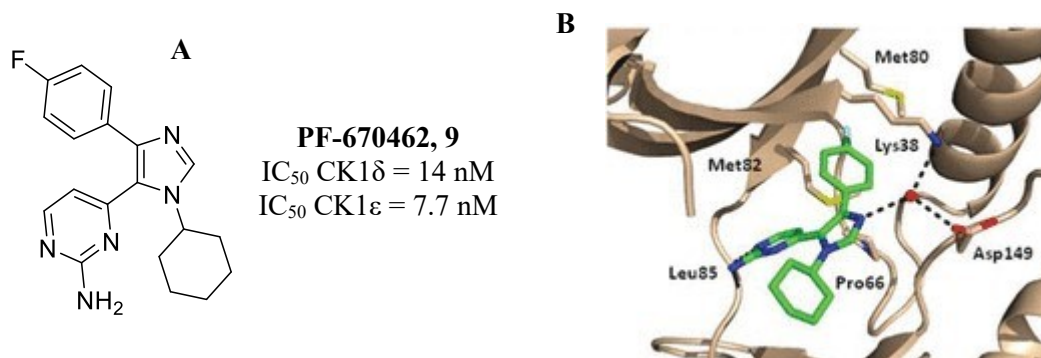 A
F
N
N
N
N
NH₂
PF-670462, 9
IC₅₀ CK1δ = 14 nM
IC₅₀ CK1ε = 7.7 nM
B
Met80
Lys38
Met82
Asp149
Leu85
Pro66